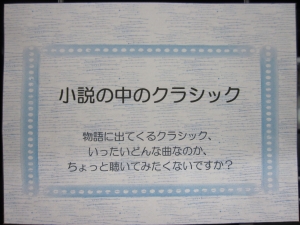 小説の中のクラシック
物語に出てくるクラシック、
いったいどんな曲なのか、
ちょっと聴いてみたくないですか？